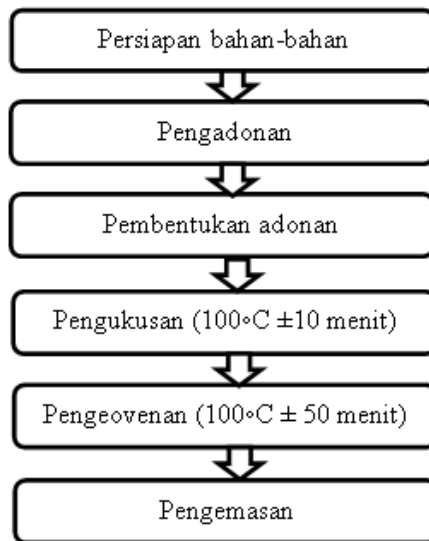 Persiapan bahan-bahan
Pengadonan
Pembentukan adonan
Pengukusan (100◦C ±10 menit)
Pengeovenan (100◦C ± 50 menit)
Pengemasan